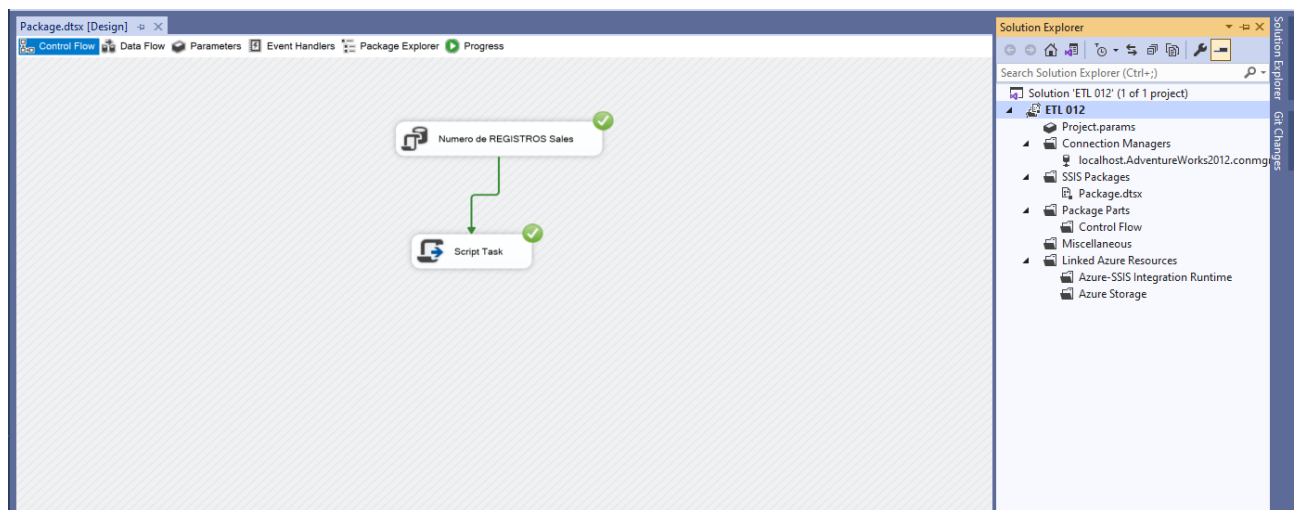 Package.dtsx [Design]
Control Flow Data Flow Parameters Event Handlers Package Explorer Progress
Numero de REGISTROS Sales
Script Task
Solution Explorer
Search Solution Explorer (Ctrl+;)
Solution 'ETL 012' (1 of 1 project)
ETL 012
Project.params
Connection Managers
localhost.AdventureWorks2012.conmgr
SSIS Packages
Package.dtsx
Package Parts
Control Flow
Miscellaneous
Linked Azure Resources
Azure-SSIS Integration Runtime
Azure Storage
Solution Explorer
Git Changes